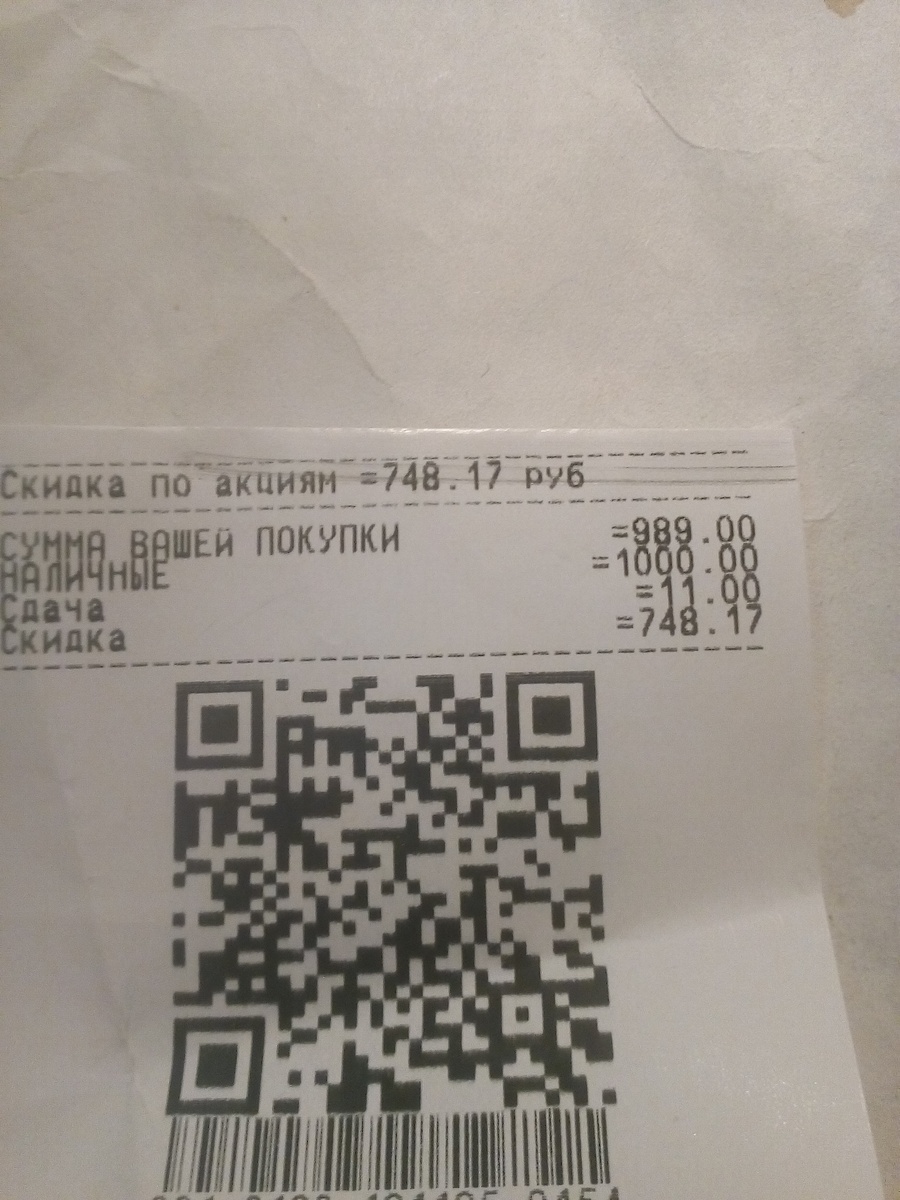 Скидка по акциям =748.17 руб
СУММА ВАШЕЙ ПОКУПКИ =989.00
НАЛИЧНЫЕ =1000.00
Сдача =11.00
Скидка =748.17